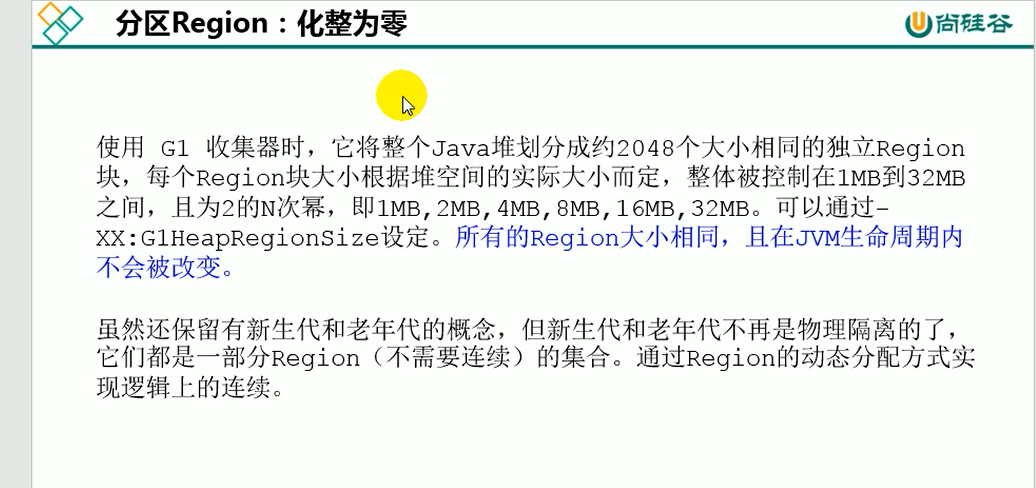 分区Region：化整为零
尚硅谷
使用 G1 收集器时，它将整个Java堆划分成约2048个大小相同的独立Region
块，每个Region块大小根据堆空间的实际大小而定，整体被控制在1MB到32MB
之间，且为2的N次幂，即1MB,2MB,4MB,8MB,16MB,32MB。可以通过-
XX:G1HeapRegionSize设定。所有的Region大小相同，且在JVM生命周期内
不会被改变。
虽然还保留有新生代和老年代的概念，但新生代和老年代不再是物理隔离的了，
它们都是一部分Region（不需要连续）的集合。通过Region的动态分配方式实
现逻辑上的连续。